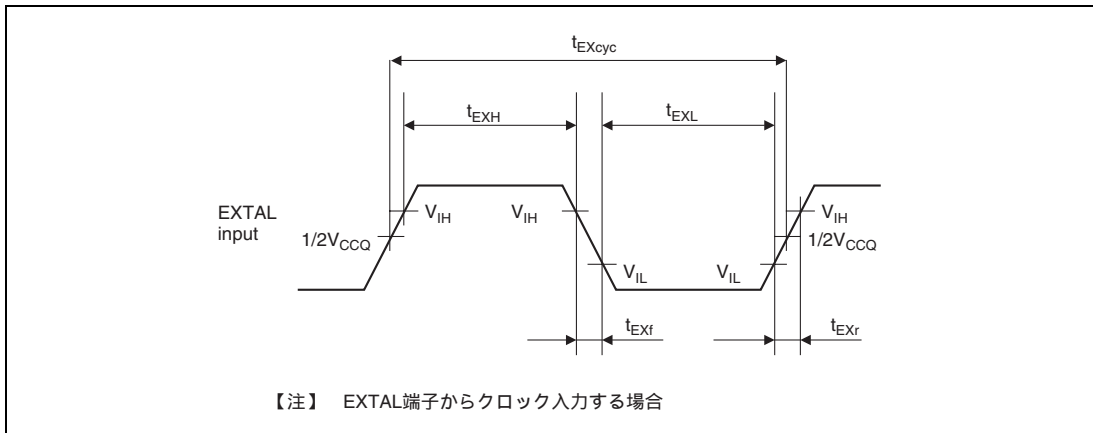 tEXcyc
tEXH tEXL
EXTAL
input
VIH VIH VIH
1/2VCCQ 1/2VCCQ
VIL VIL
tEXf tEXr
【注】 EXTAL端子からクロック入力する場合